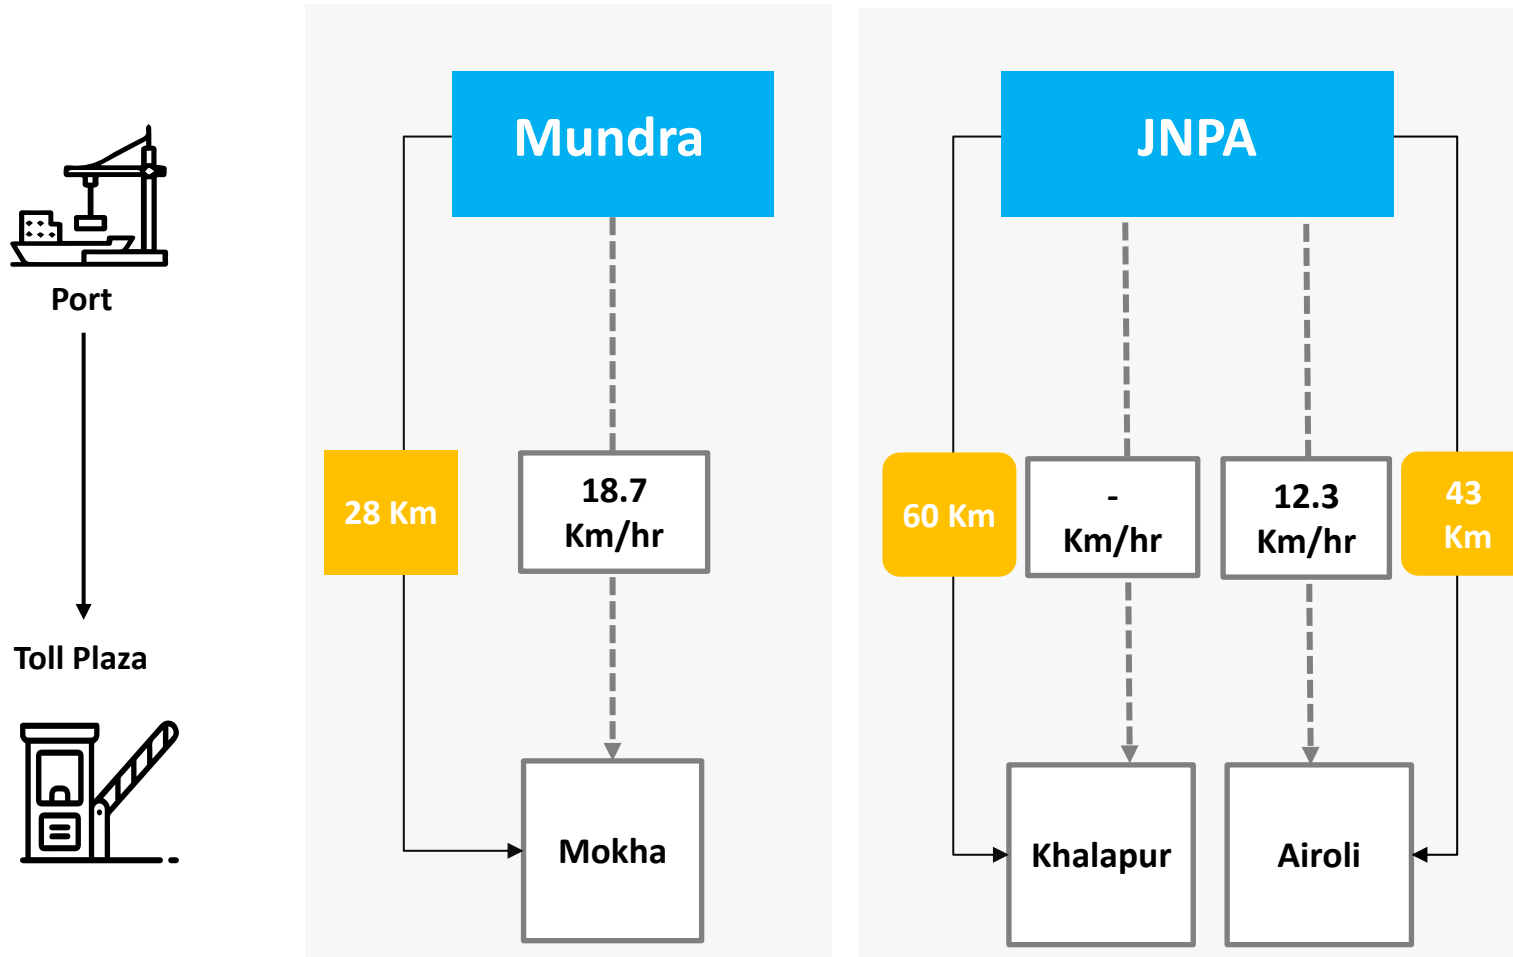 Port
Toll Plaza
Mundra
28 Km
18.7
Km/hr
Mokha
JNPA
60 Km
-
Km/hr
12.3
Km/hr
43
Km
Khalapur
Airoli